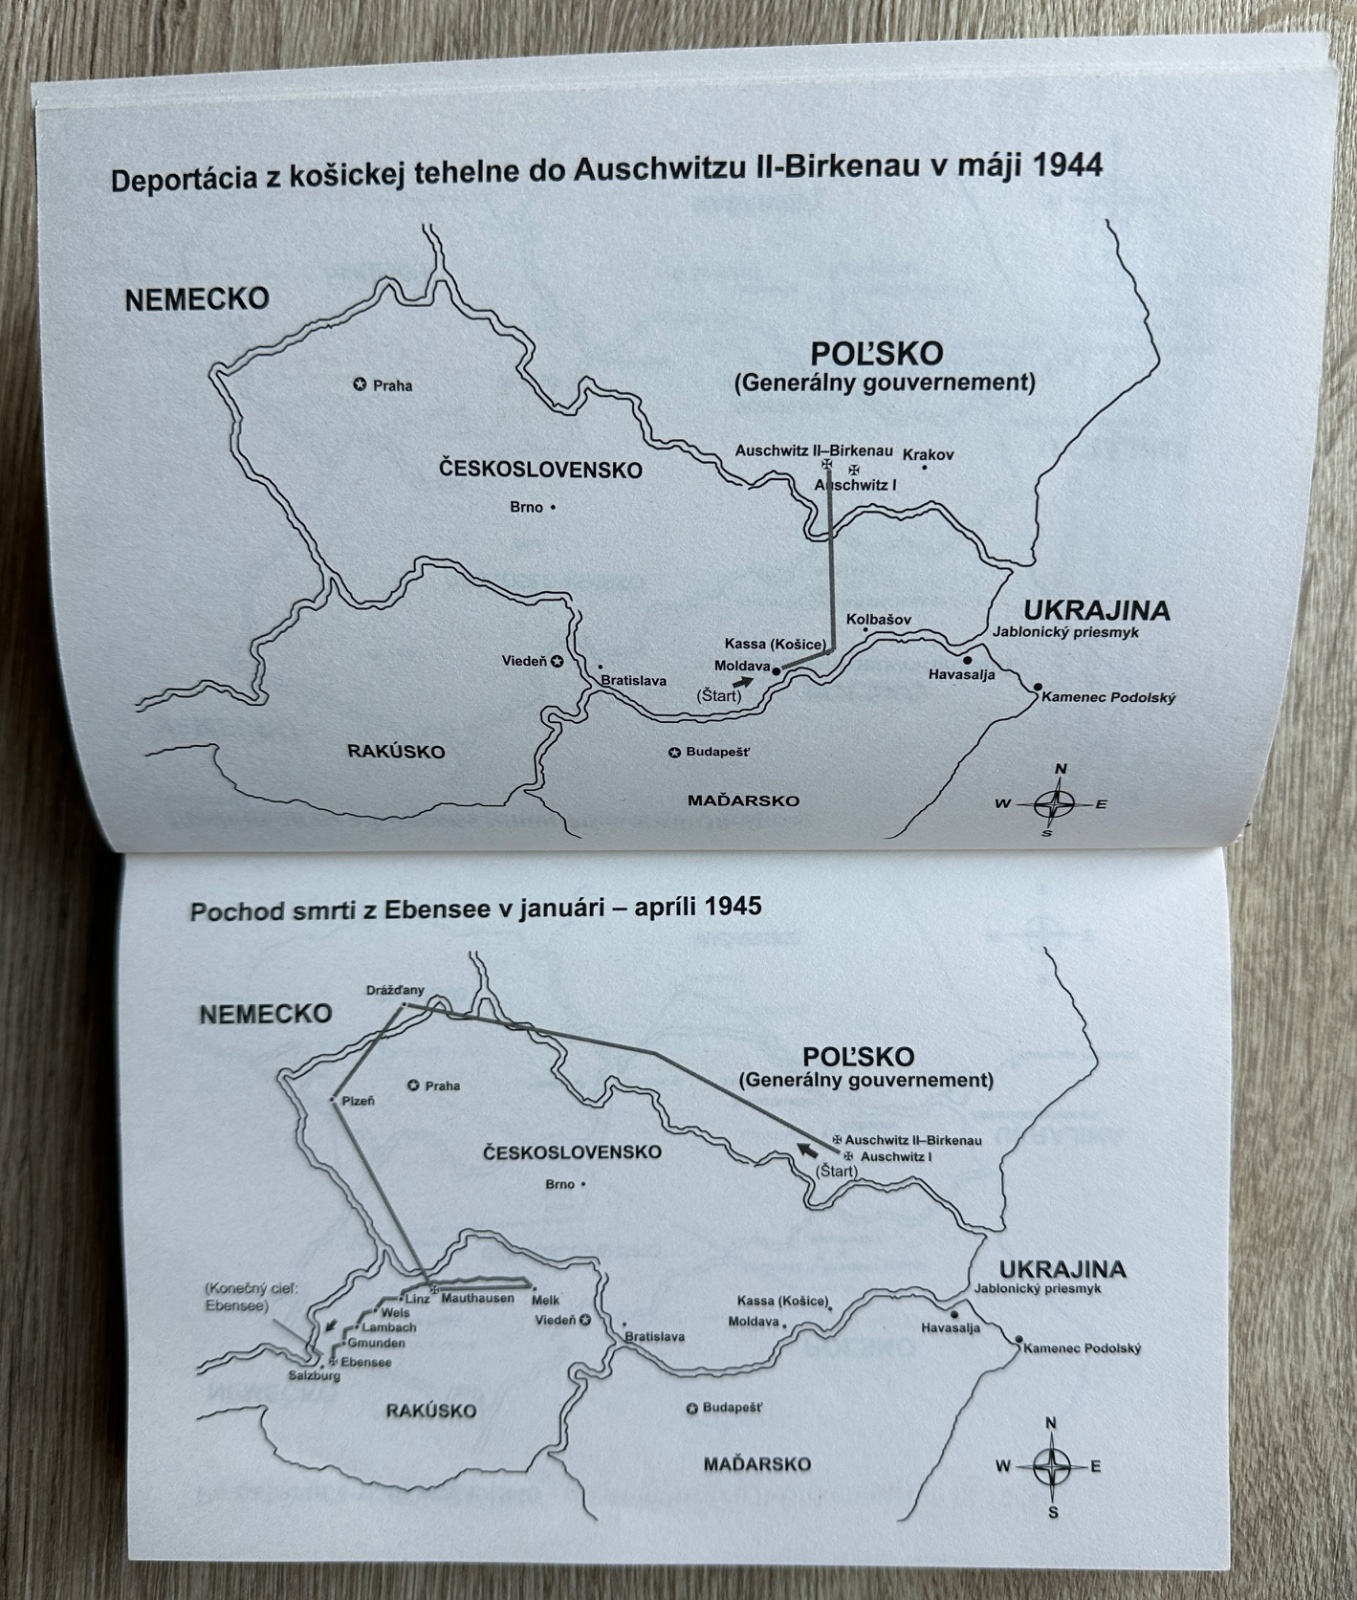 Deportácia z košickej tehelne do Auschwitzu II-Birkenau v máji 1944
NEMECKO
POĽSKO
(Generálny gouvernement)
Praha
Auschwitz II–Birkenau
Krakov
ČESKOSLOVENSKO
Auschwitz I
Brno
UKRAJINA
Kolbašov
Jablonický priesmyk
Kassa (Košice)
Viedeň
Moldava
Havasalja
Bratislava
(Štart)
Kamenec Podolský
RAKÚSKO
Budapešť
N
MAĎARSKO
W E
S
Pochod smrti z Ebensee v januári – apríli 1945
Drážďany
NEMECKO
POĽSKO
(Generálny gouvernement)
Praha
Plzeň
Auschwitz II–Birkenau
ČESKOSLOVENSKO
Auschwitz I
(Štart)
Brno
UKRAJINA
(Konečný cieľ:
Ebensee)
Jablonický priesmyk
Linz
Mauthausen
Melk
Kassa (Košice)
Wels
Viedeň
Moldava
Lambach
Havasalja
Bratislava
Gmunden
Kamenec Podolský
Ebensee
Salzburg
RAKÚSKO
Budapešť
N
MAĎARSKO
W E
S